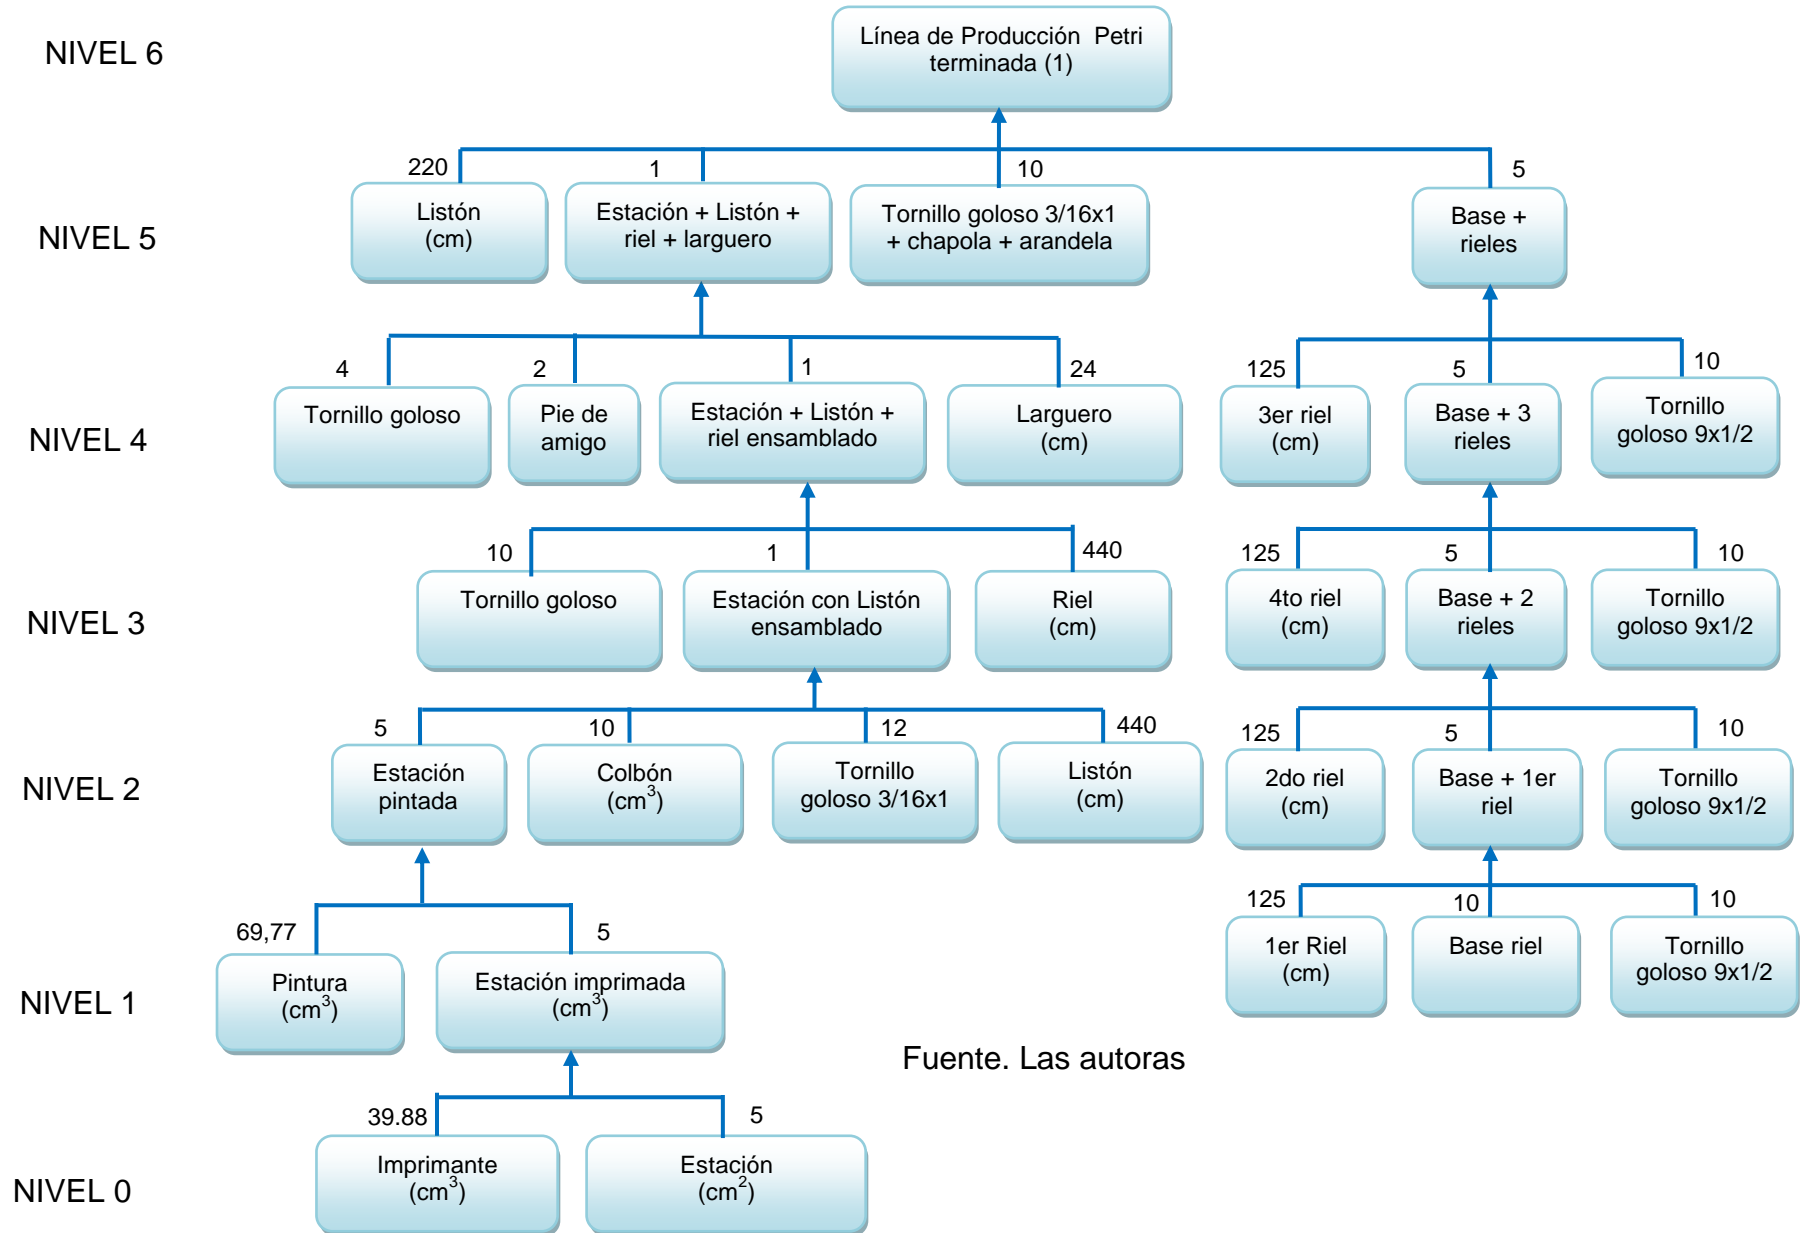 NIVEL 6
Línea de Producción Petri
terminada (1)
220
1
10
5
NIVEL 5
Listón
(cm)
Estación + Listón +
riel + larguero
Tornillo goloso 3/16x1
+ chapola + arandela
Base +
rieles
4
2
1
24
125
5
10
NIVEL 4
Tornillo goloso
Pie de
amigo
Estación + Listón +
riel ensamblado
Larguero
(cm)
3er riel
(cm)
Base + 3
rieles
Tornillo
goloso 9x1/2
10
1
440
125
5
10
NIVEL 3
Tornillo goloso
Estación con Listón
ensamblado
Riel
(cm)
4to riel
(cm)
Base + 2
rieles
Tornillo
goloso 9x1/2
5
10
12
440
125
5
10
NIVEL 2
Estación
pintada
Colbón
(cm³)
Tornillo
goloso 3/16x1
Listón
(cm)
2do riel
(cm)
Base + 1er
riel
Tornillo
goloso 9x1/2
69,77
5
125
10
10
NIVEL 1
Pintura
(cm³)
Estación imprimada
(cm³)
1er Riel
(cm)
Base riel
Tornillo
goloso 9x1/2
Fuente. Las autoras
39.88
5
NIVEL 0
Imprimante
(cm³)
Estación
(cm²)